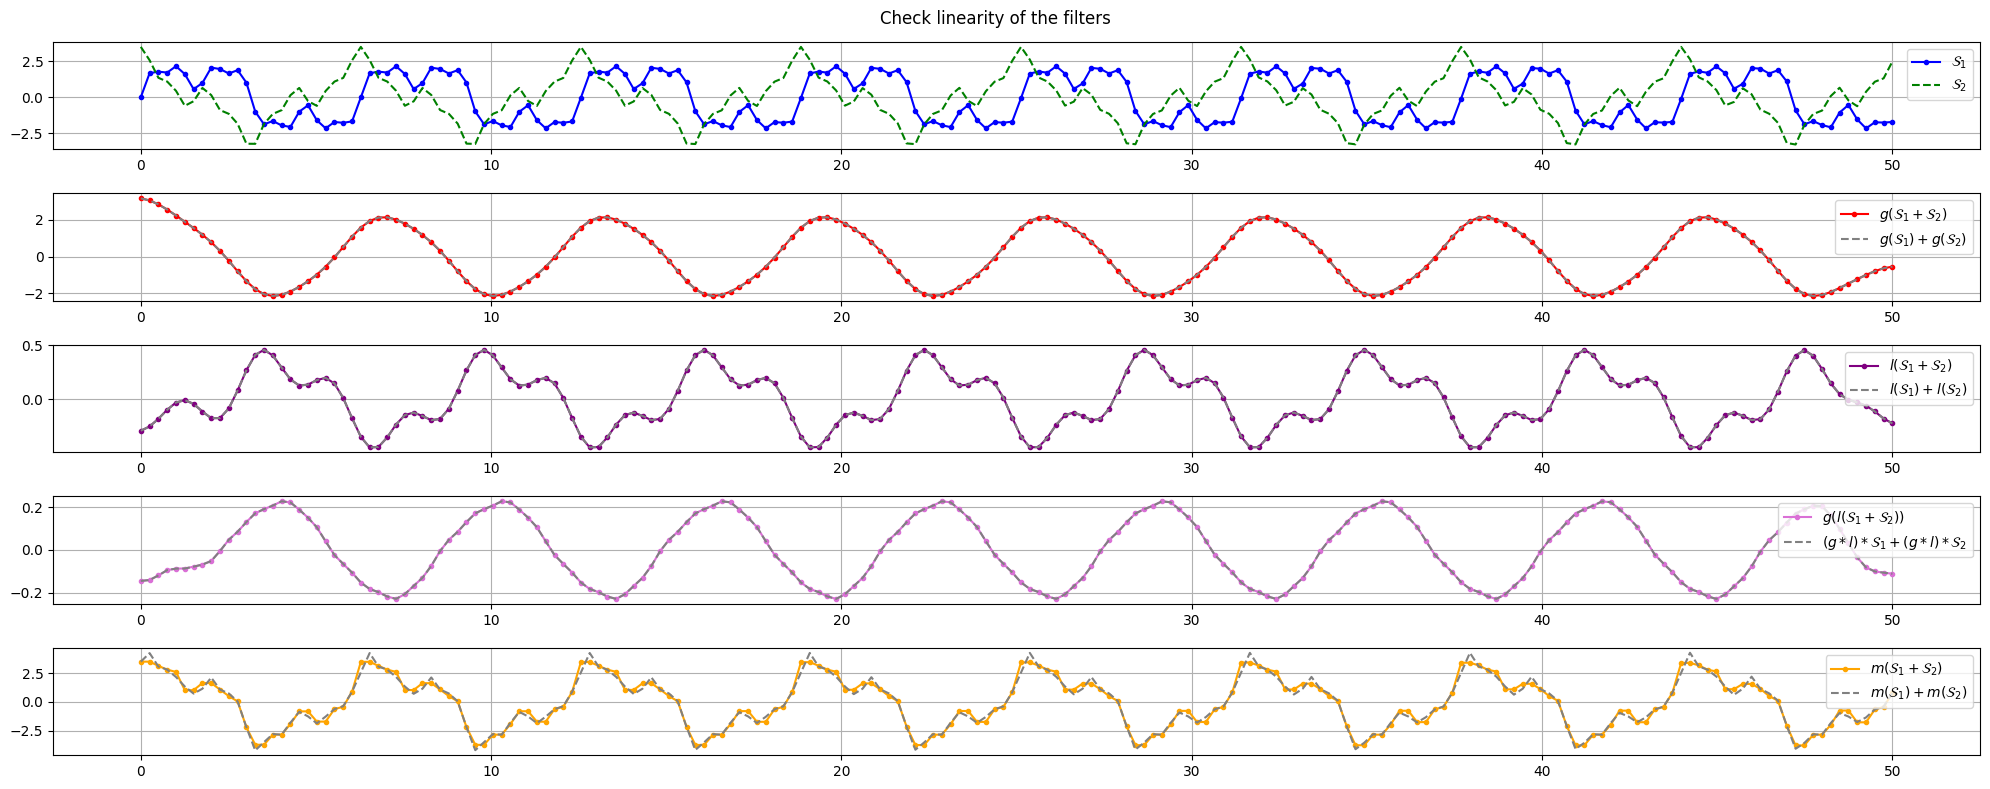 Check linearity of the filters
2.5
0.0
−2.5
𝒮₁
𝒮₂
0 10 20 30 40 50
2
0
−2
g(𝒮₁ + 𝒮₂)
g(𝒮₁) + g(𝒮₂)
0 10 20 30 40 50
0.5
0.0
l(𝒮₁ + 𝒮₂)
l(𝒮₁) + l(𝒮₂)
0 10 20 30 40 50
0.2
0.0
−0.2
g(l(𝒮₁ + 𝒮₂))
(g * l) * 𝒮₁ + (g * l) * 𝒮₂
0 10 20 30 40 50
2.5
0.0
−2.5
m(𝒮₁ + 𝒮₂)
m(𝒮₁) + m(𝒮₂)
0 10 20 30 40 50